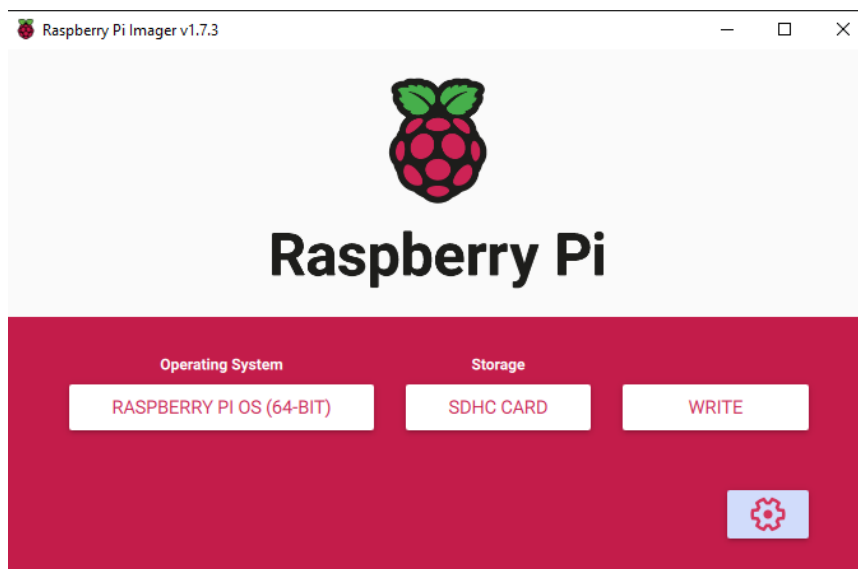 Raspberry Pi Imager v1.7.3
Raspberry Pi
Operating System
Storage
RASPBERRY PI OS (64-BIT)
SDHC CARD
WRITE